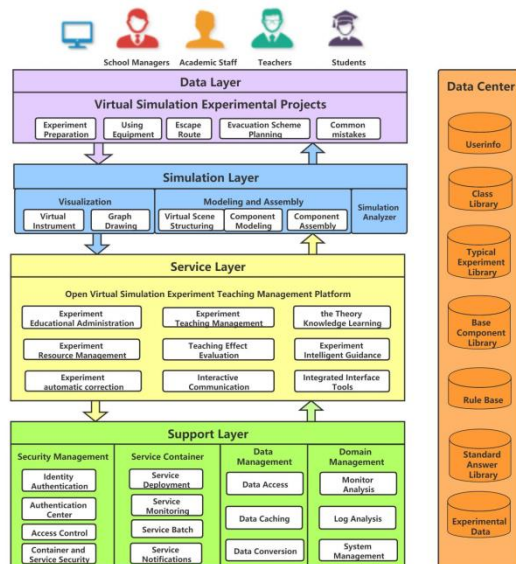 School Managers Academic Staff Teachers Students
Data Layer
Virtual Simulation Experimental Projects
Experiment
Preparation
Using
Equipment
Escape
Route
Evacuation Scheme
Planning
Common
mistakes
Simulation Layer
Visualization
Virtual
Instrument
Graph
Drawing
Modeling and Assembly
Virtual Scene
Structuring
Component
Modeling
Component
Assembly
Simulation
Analyzer
Service Layer
Open Virtual Simulation Experiment Teaching Management Platform
Experiment
Educational Administration
Experiment
Teaching Management
the Theory
Knowledge Learning
Experiment
Resource Management
Teaching Effect
Evaluation
Experiment
Intelligent Guidance
Experiment
automatic correction
Interactive
Communication
Integrated Interface
Tools
Support Layer
Security Management
Identity
Authentication
Authentication
Center
Access Control
Container and
Service Security
Service Container
Service
Deployment
Service
Monitoring
Service Batch
Service
Notifications
Data
Management
Data Access
Data Caching
Data Conversion
Domain
Management
Monitor
Analysis
Log Analysis
System
Management
Data Center
Userinfo
Class
Library
Typical
Experiment
Library
Base
Component
Library
Rule Base
Standard
Answer
Library
Experimental
Data